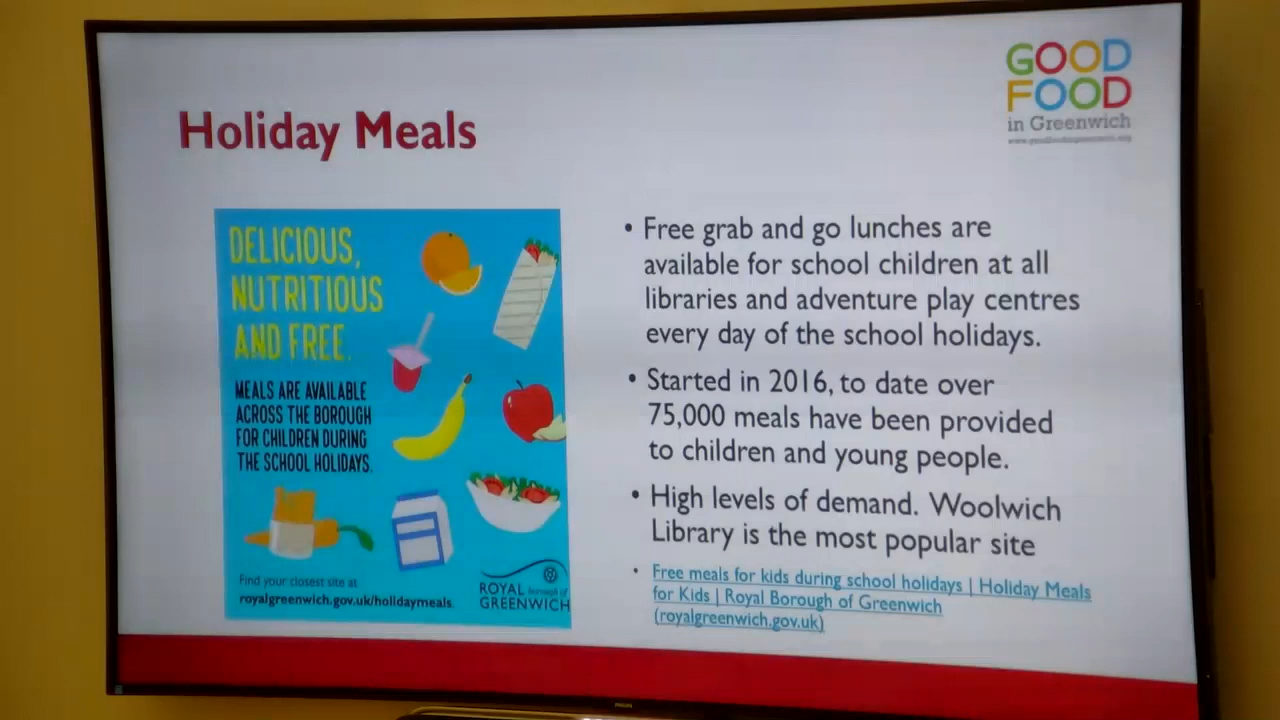 GOOD
FOOD
in Greenwich
Holiday Meals
DELICIOUS,
NUTRITIOUS
AND FREE.
MEALS ARE AVAILABLE
ACROSS THE BOROUGH
FOR CHILDREN DURING
THE SCHOOL HOLIDAYS.
Find your closest site at
royalgreenwich.gov.uk/holidaymeals.
ROYAL borough of
GREENWICH
• Free grab and go lunches are
available for school children at all
libraries and adventure play centres
every day of the school holidays.
• Started in 2016, to date over
75,000 meals have been provided
to children and young people.
• High levels of demand. Woolwich
Library is the most popular site
• Free meals for kids during school holidays | Holiday Meals
for Kids | Royal Borough of Greenwich
(royalgreenwich.gov.uk)
PHILIPS